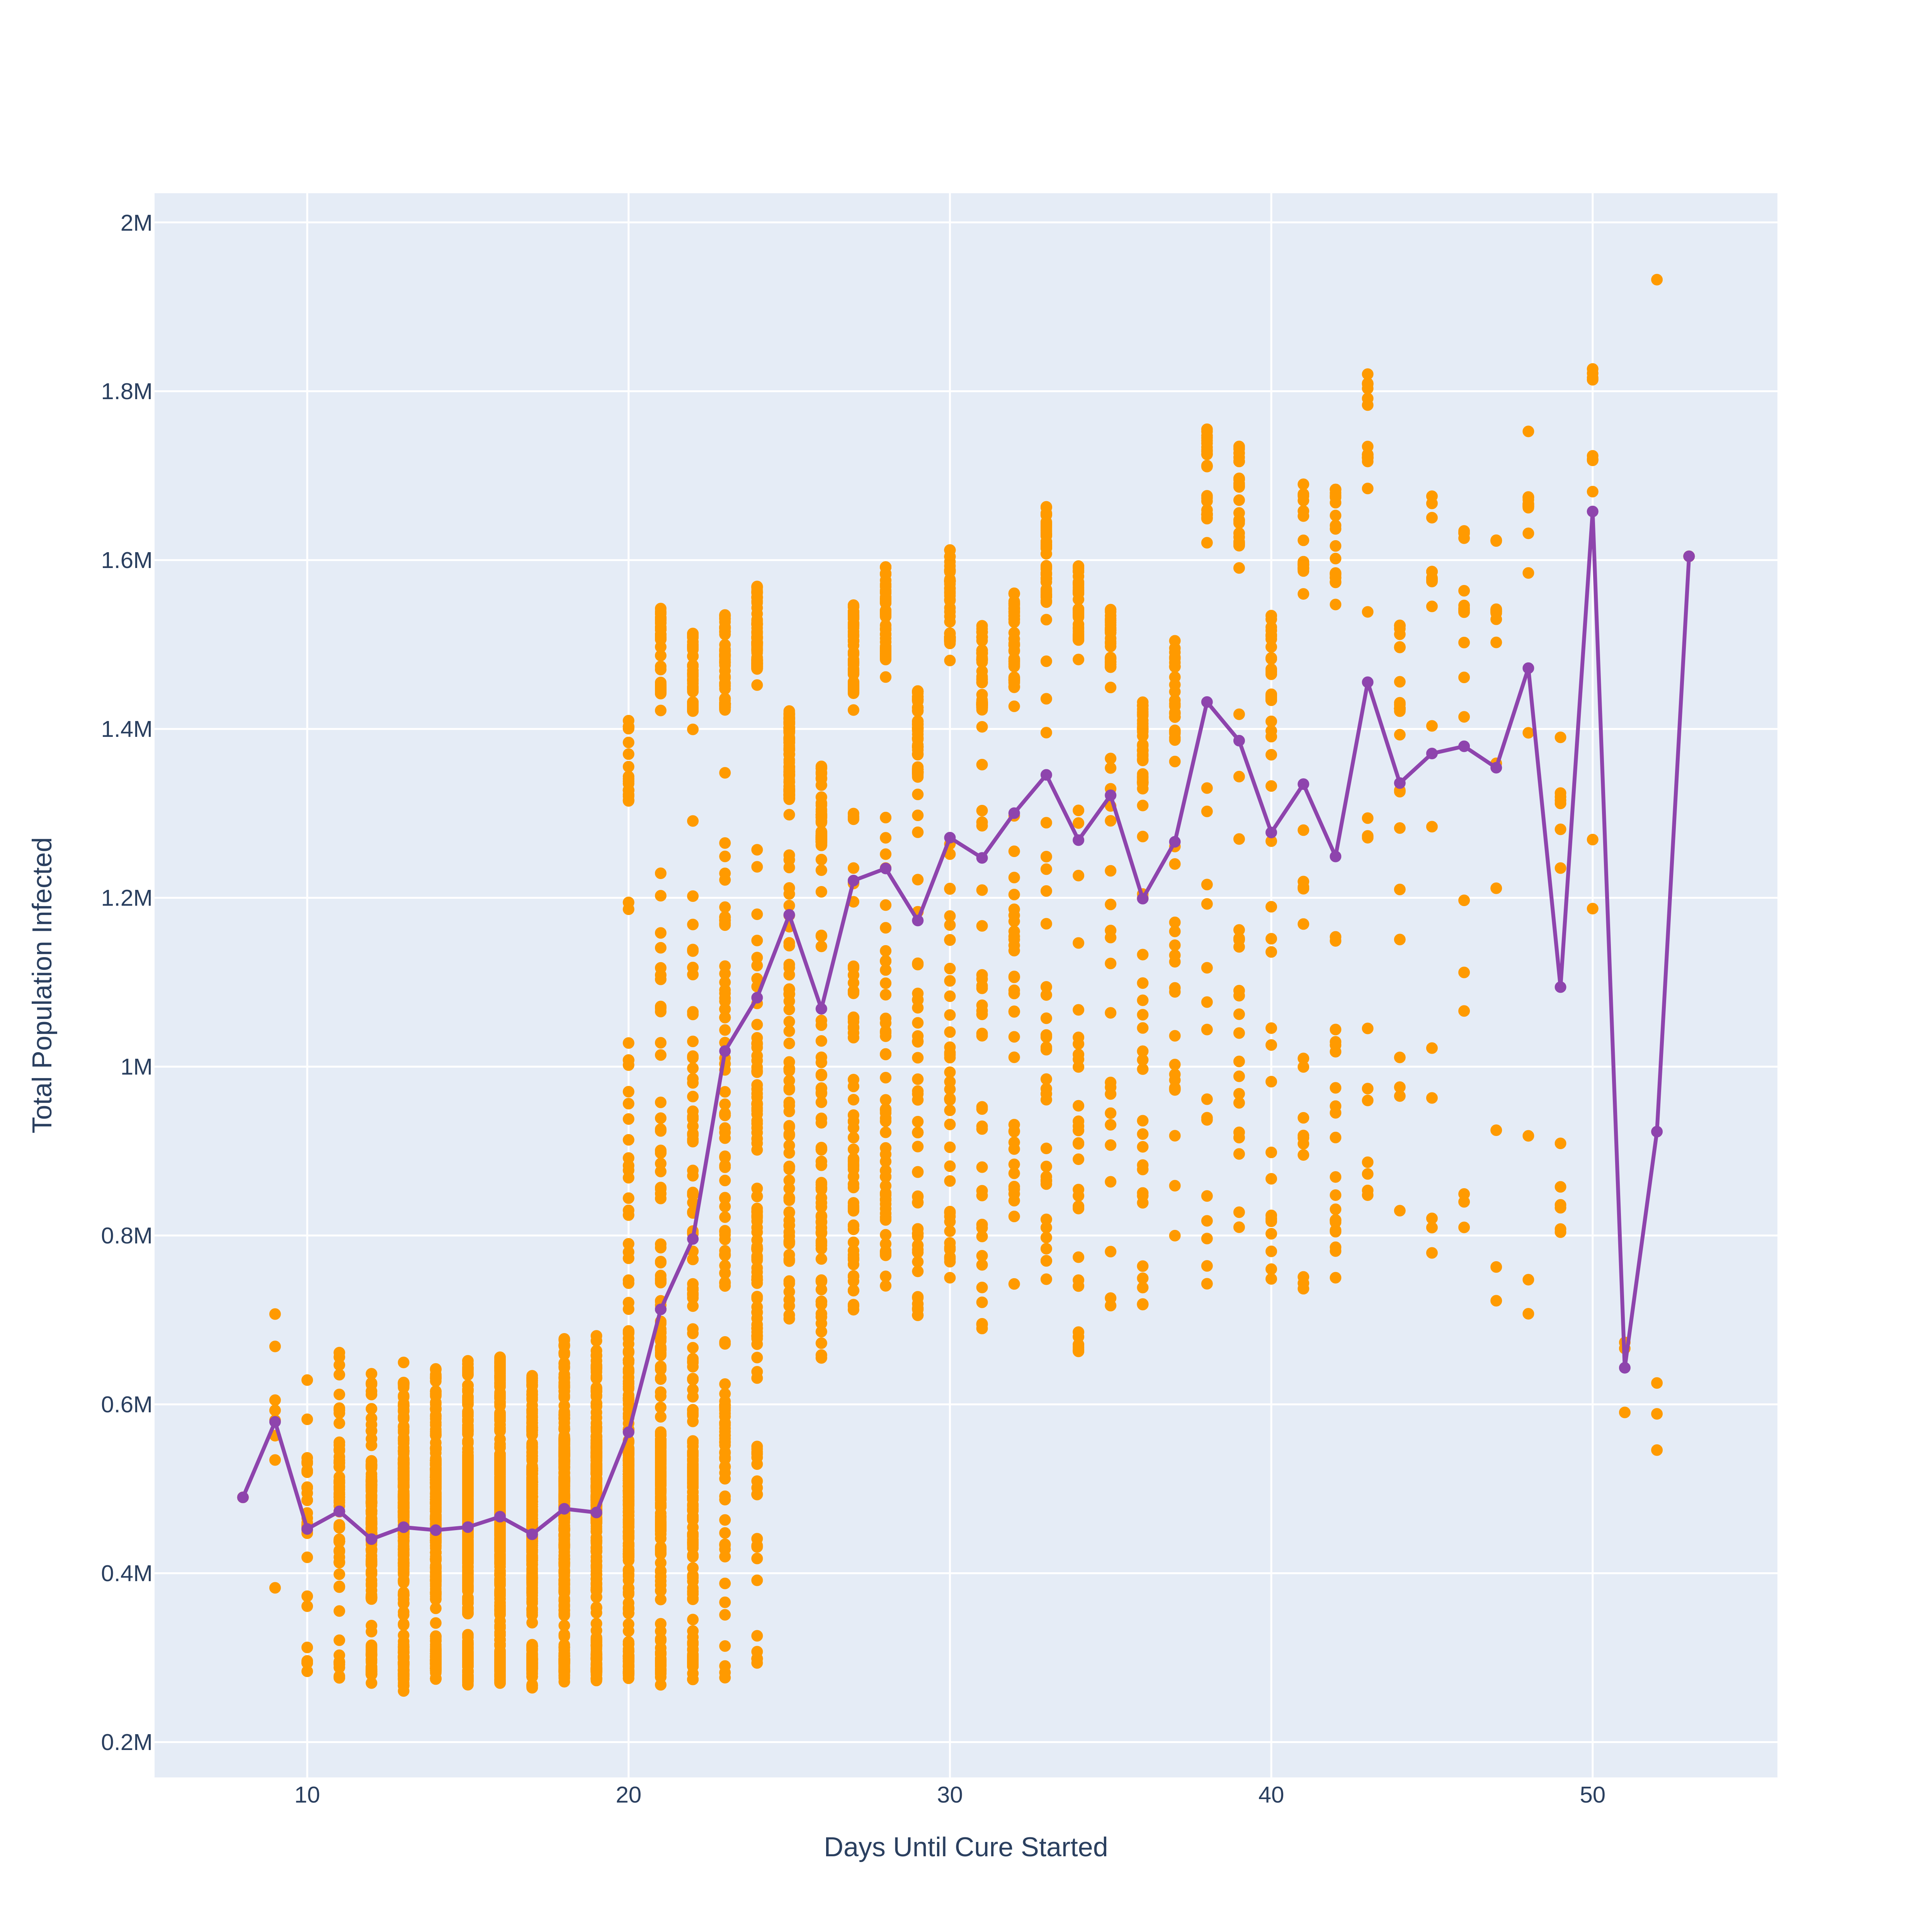 2M
1.8M
1.6M
1.4M
1.2M
1M
0.8M
0.6M
0.4M
0.2M
Total Population Infected
10 20 30 40 50
Days Until Cure Started